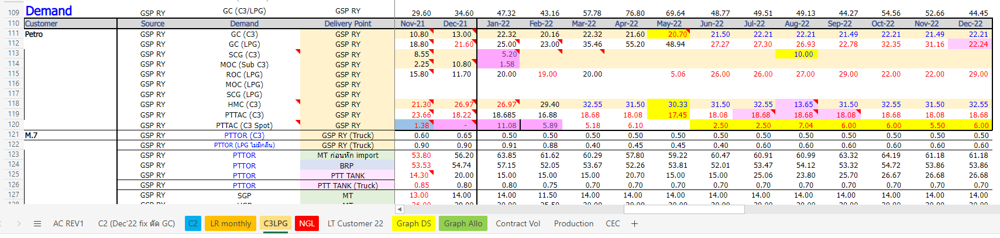 109 Demand GSP RY GC (C3/LPG) GSP RY 29.60 34.60 47.32 43.16 57.78 76.80 69.64 48.77 49.51 49.13 44.27 54.56 52.66 44.45
110 Customer Source Demand Delivery Point Nov-21 Dec-21 Jan-22 Feb-22 Mar-22 Apr-22 May-22 Jun-22 Jul-22 Aug-22 Sep-22 Oct-22 Nov-22 Dec-22
111 Petro GSP RY GC (C3) GSP RY 10.80 13.00 22.32 20.16 22.32 21.60 20.70 21.50 22.21 22.21 21.49 22.21 21.49 22.21
112 GSP RY GC (LPG) GSP RY 18.80 21.60 25.00 23.00 35.46 55.20 48.94 27.27 27.30 26.93 22.78 32.35 31.16 22.24
113 GSP RY SCG (C3) GSP RY 8.55 5.20 10.00
114 GSP RY MOC (Sub C3) GSP RY 2.25 10.80 1.58
115 GSP RY ROC (LPG) GSP RY 15.80 11.70 20.00 19.00 20.00 5.06 26.00 26.00 27.00 29.00 22.00 22.00 29.00
116 GSP RY MOC (LPG) GSP RY
117 GSP RY SCG (LPG) GSP RY
118 GSP RY HMC (C3) GSP RY 21.30 26.97 26.97 29.40 32.55 31.50 30.33 31.50 32.55 13.65 31.50 32.55 31.50 32.55
119 GSP RY PTTAC (C3) GSP RY 23.66 18.22 18.685 16.88 18.68 18.08 17.45 18.08 18.68 18.68 18.08 18.68 18.08 18.68
120 GSP RY PTTAC (C3 Spot) GSP RY 1.38 - 11.08 5.89 5.18 6.10 2.50 2.50 7.04 6.00 6.00 5.50 6.00
121 M.7 GSP RY PTTOR (C3) GSP RY (Truck) 0.60 0.65 0.50 0.50 0.50 0.50 0.50 0.50 0.50 0.50 0.50 0.50 0.50 0.50
122 GSP RY PTTOR (LPG ไม่มีกลิ่น) GSP RY (Truck) 0.90 0.90 0.91 0.88 0.40 0.45 0.45 0.40 0.60 0.60 0.60 0.60 0.60 0.60
123 GSP RY PTTOR MT ก่อนหัก import 53.80 56.20 63.85 61.62 60.29 57.80 59.22 60.47 60.91 60.99 63.32 64.19 61.18 61.18
124 GSP RY PTTOR BRP 53.53 54.74 57.15 52.05 53.67 52.26 53.81 52.01 53.47 54.12 53.32 54.72 53.86 53.86
125 GSP RY PTTOR PTT TANK 14.30 20.00 15.00 15.00 15.00 20.70 15.00 15.00 25.06 23.80 25.70 26.67 26.68 26.68
126 GSP RY PTTOR PTT TANK (Truck) 0.85 0.80 0.80 0.75 0.70 0.70 0.70 0.70 0.70 0.70 0.70 0.70 0.70 0.70
127 GSP RY SGP MT 13.00 14.00 14.00 11.50 14.00 14.00 14.00 14.00 14.00 14.00 14.00 14.00 14.00 14.00
AC REV1 C2 (Dec'22 fix ตัด GC) C2 LR monthly C3LPG NGL LT Customer 22 Graph DS Graph Allo Contract Vol Production CEC